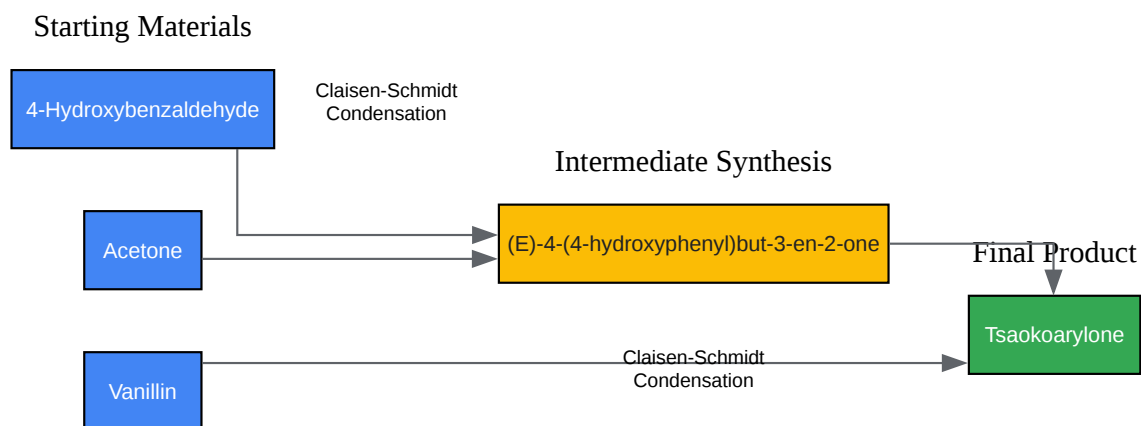 Starting Materials
4-Hydroxybenzaldehyde
Claisen-Schmidt
Condensation
Intermediate Synthesis
Acetone
(E)-4-(4-hydroxyphenyl)but-3-en-2-one
Final Product
Tsaokoarylone
Claisen-Schmidt
Condensation
Vanillin